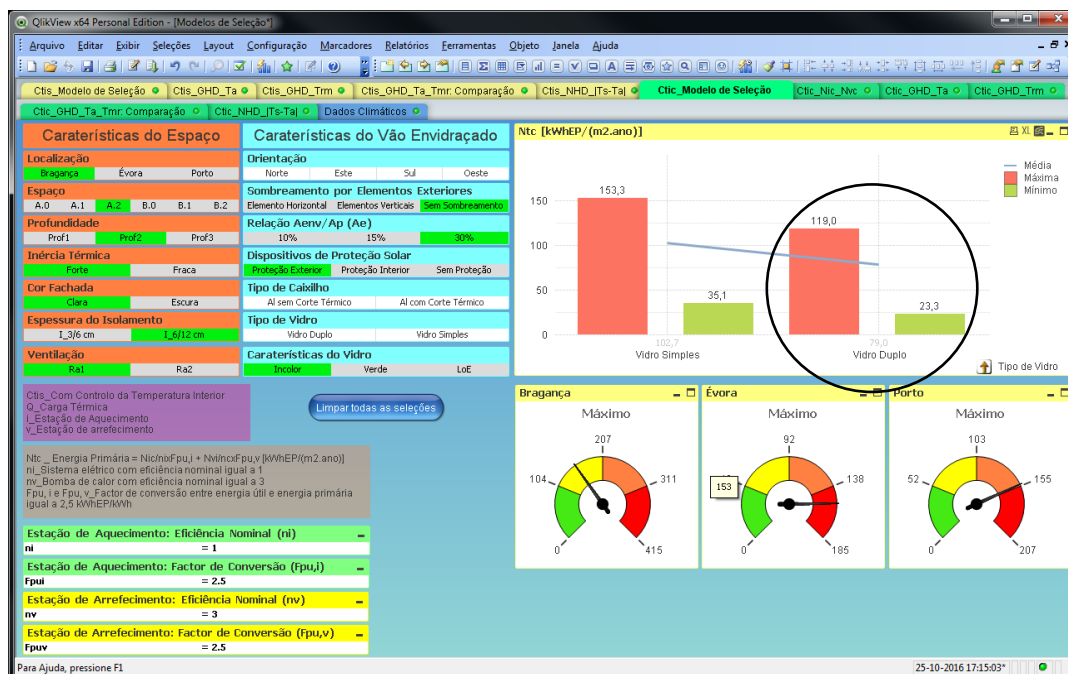 QlikView x64 Personal Edition - [Modelos de Seleção*]
Arquivo Editar Exibir Seleções Layout Configuração Marcadores Relatórios Ferramentas Objeto Janela Ajuda
Ctis_Modelo de Seleção Ctis_GHD_Ta Ctis_GHD_Trm Ctis_GHD_Ta_Tmr: Comparação Ctis_NHD_|Ts-Ta| Ctic_Modelo de Seleção Ctic_Nic_Nvc Ctic_GHD_Ta Ctic_GHD_Trm
Ctic_GHD_Ta_Tmr: Comparação Ctic_NHD_|Ts-Ta| Dados Climáticos
Caraterísticas do Espaço
Localização
Bragança Évora Porto
Espaço
A.0 A.1 A.2 B.0 B.1 B.2
Profundidade
Prof1 Prof2 Prof3
Inércia Térmica
Forte Fraca
Cor Fachada
Clara Escura
Espessura do Isolamento
I_3/6 cm I_6/12 cm
Ventilação
Ra1 Ra2
Caraterísticas do Vão Envidraçado
Orientação
Norte Este Sul Oeste
Sombreamento por Elementos Exteriores
Elemento Horizontal Elementos Verticais Sem Sombreamento
Relação Aenv/Ap (Ae)
10% 15% 30%
Dispositivos de Proteção Solar
Proteção Exterior Proteção Interior Sem Proteção
Tipo de Caixilho
Al sem Corte Térmico Al com Corte Térmico
Tipo de Vidro
Vidro Duplo Vidro Simples
Caraterísticas do Vidro
Incolor Verde LoE
Ntc [kWhEP/(m2.ano)]
XL
Média
Máxima
Mínimo
150
100
50
0
153,3
35,1
119,0
23,3
102,7
79,0
Vidro Simples Vidro Duplo
Tipo de Vidro
Ctis_Com Controlo da Temperatura Interior
Q_Carga Térmica
i_Estação de Aquecimento
v_Estação de arrefecimento
Limpar todas as seleções
Ntc _ Energia Primária = Nic/nixFpu,i + Nvi/ncxFpu,v [kWhEP/(m2.ano)]
ni_Sistema elétrico com eficiência nominal igual a 1
nv_Bomba de calor com eficiência nominal igual a 3
Fpu, i e Fpu, v_Factor de conversão entre energia útil e energia primária
igual a 2,5 kWhEP/kWh
Estação de Aquecimento: Eficiência Nominal (ni)
ni = 1
Estação de Aquecimento: Factor de Conversão (Fpu,i)
Fpui = 2.5
Estação de Arrefecimento: Eficiência Nominal (nv)
nv = 3
Estação de Arrefecimento: Factor de Conversão (Fpu,v)
Fpuv = 2.5
Bragança
Máximo
207
104 311
0 415
Évora
Máximo
92
138
153
0 185
Porto
Máximo
103
52 155
0 207
Para Ajuda, pressione F1
25-10-2016 17:15:03*